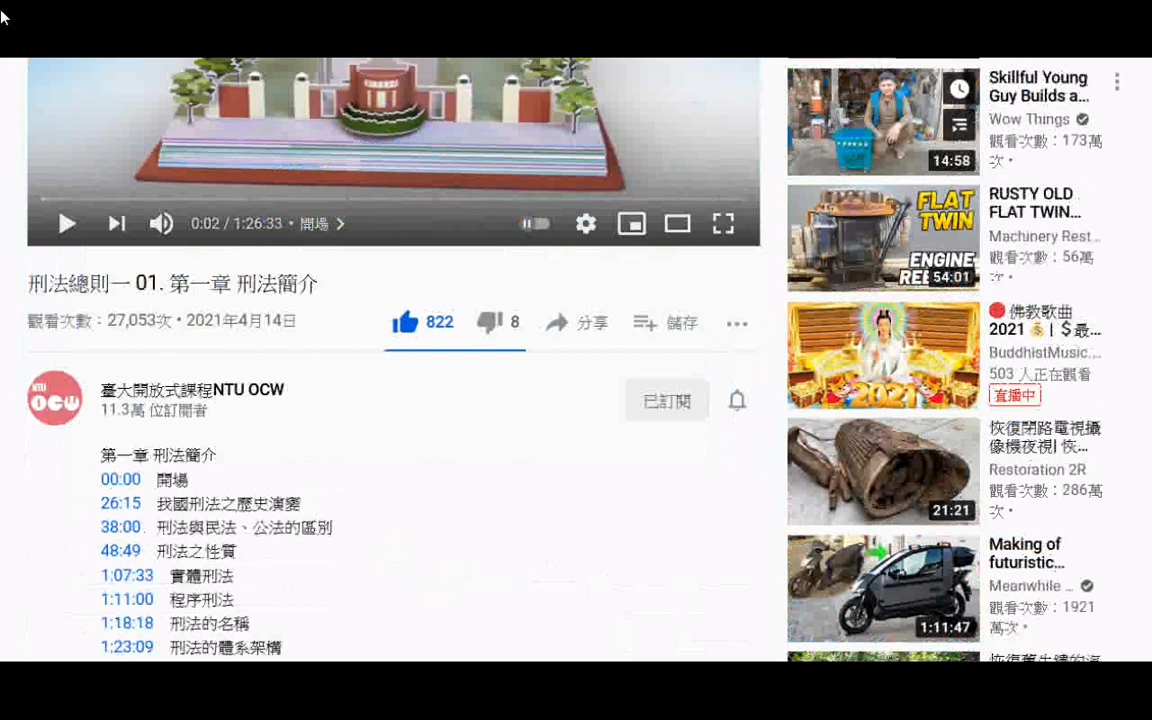 0:02 / 1:26:33 • 開場
刑法總則一 01. 第一章 刑法簡介
觀看次數：27,053次 • 2021年4月14日
822
8
分享
儲存
NTU
OCW
臺大開放式課程NTU OCW
11.3萬 位訂閱者
已訂閱
第一章 刑法簡介
00:00 開場
26:15 我國刑法之歷史演變
38:00 刑法與民法、公法的區別
48:49 刑法之性質
1:07:33 實體刑法
1:11:00 程序刑法
1:18:18 刑法的名稱
1:23:09 刑法的體系架構
14:58
Skillful Young
Guy Builds a...
Wow Things
觀看次數：173萬
次 •
FLAT
TWIN
ENGINE
54:01
RUSTY OLD
FLAT TWIN...
Machinery Rest...
觀看次數：56萬
次 •
2021
佛教歌曲
2021 | $最...
BuddhistMusic...
503 人正在觀看
直播中
21:21
恢復閉路電視攝
像機夜視| 恢...
Restoration 2R
觀看次數：286萬
次 •
1:11:47
Making of
futuristic...
Meanwhile ...
觀看次數：1921
萬次 •